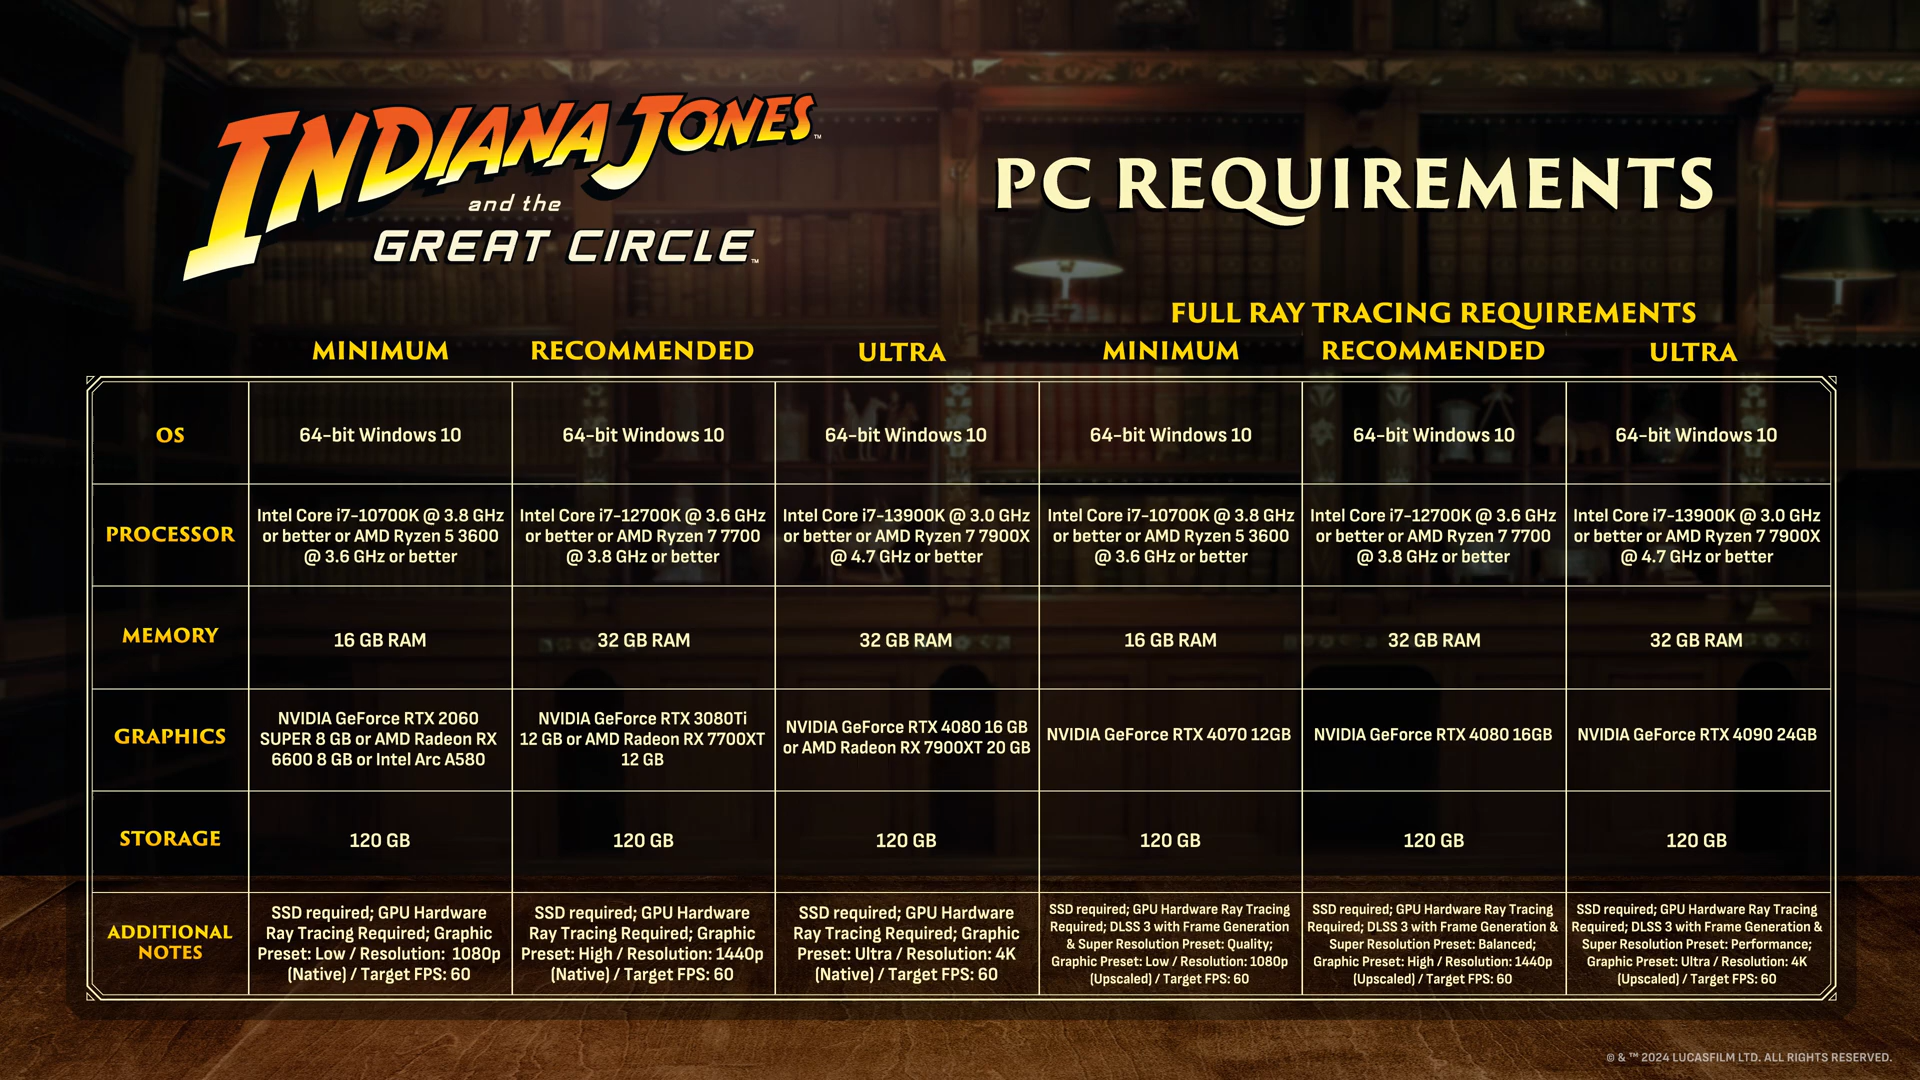 INDIANA JONES™
and the
GREAT CIRCLE™
PC REQUIREMENTS
FULL RAY TRACING REQUIREMENTS
MINIMUM RECOMMENDED ULTRA MINIMUM RECOMMENDED ULTRA
OS
64-bit Windows 10
64-bit Windows 10
64-bit Windows 10
64-bit Windows 10
64-bit Windows 10
64-bit Windows 10
PROCESSOR
Intel Core i7-10700K @ 3.8 GHz
or better or AMD Ryzen 5 3600
@ 3.6 GHz or better
Intel Core i7-12700K @ 3.6 GHz
or better or AMD Ryzen 7 7700
@ 3.8 GHz or better
Intel Core i7-13900K @ 3.0 GHz
or better or AMD Ryzen 7 7900X
@ 4.7 GHz or better
Intel Core i7-10700K @ 3.8 GHz
or better or AMD Ryzen 5 3600
@ 3.6 GHz or better
Intel Core i7-12700K @ 3.6 GHz
or better or AMD Ryzen 7 7700
@ 3.8 GHz or better
Intel Core i7-13900K @ 3.0 GHz
or better or AMD Ryzen 7 7900X
@ 4.7 GHz or better
MEMORY
16 GB RAM
32 GB RAM
32 GB RAM
16 GB RAM
32 GB RAM
32 GB RAM
GRAPHICS
NVIDIA GeForce RTX 2060
SUPER 8 GB or AMD Radeon RX
6600 8 GB or Intel Arc A580
NVIDIA GeForce RTX 3080Ti
12 GB or AMD Radeon RX 7700XT
12 GB
NVIDIA GeForce RTX 4080 16 GB
or AMD Radeon RX 7900XT 20 GB
NVIDIA GeForce RTX 4070 12GB
NVIDIA GeForce RTX 4080 16GB
NVIDIA GeForce RTX 4090 24GB
STORAGE
120 GB
120 GB
120 GB
120 GB
120 GB
120 GB
ADDITIONAL
NOTES
SSD required; GPU Hardware
Ray Tracing Required; Graphic
Preset: Low / Resolution: 1080p
(Native) / Target FPS: 60
SSD required; GPU Hardware
Ray Tracing Required; Graphic
Preset: High / Resolution: 1440p
(Native) / Target FPS: 60
SSD required; GPU Hardware
Ray Tracing Required; Graphic
Preset: Ultra / Resolution: 4K
(Native) / Target FPS: 60
SSD required; GPU Hardware Ray Tracing
Required; DLSS 3 with Frame Generation
& Super Resolution Preset: Quality;
Graphic Preset: Low / Resolution: 1080p
(Upscaled) / Target FPS: 60
SSD required; GPU Hardware Ray Tracing
Required; DLSS 3 with Frame Generation &
Super Resolution Preset: Balanced;
Graphic Preset: High / Resolution: 1440p
(Upscaled) / Target FPS: 60
SSD required; GPU Hardware Ray Tracing
Required; DLSS 3 with Frame Generation &
Super Resolution Preset: Performance;
Graphic Preset: Ultra / Resolution: 4K
(Upscaled) / Target FPS: 60
© & ™ 2024 LUCASFILM LTD. ALL RIGHTS RESERVED.